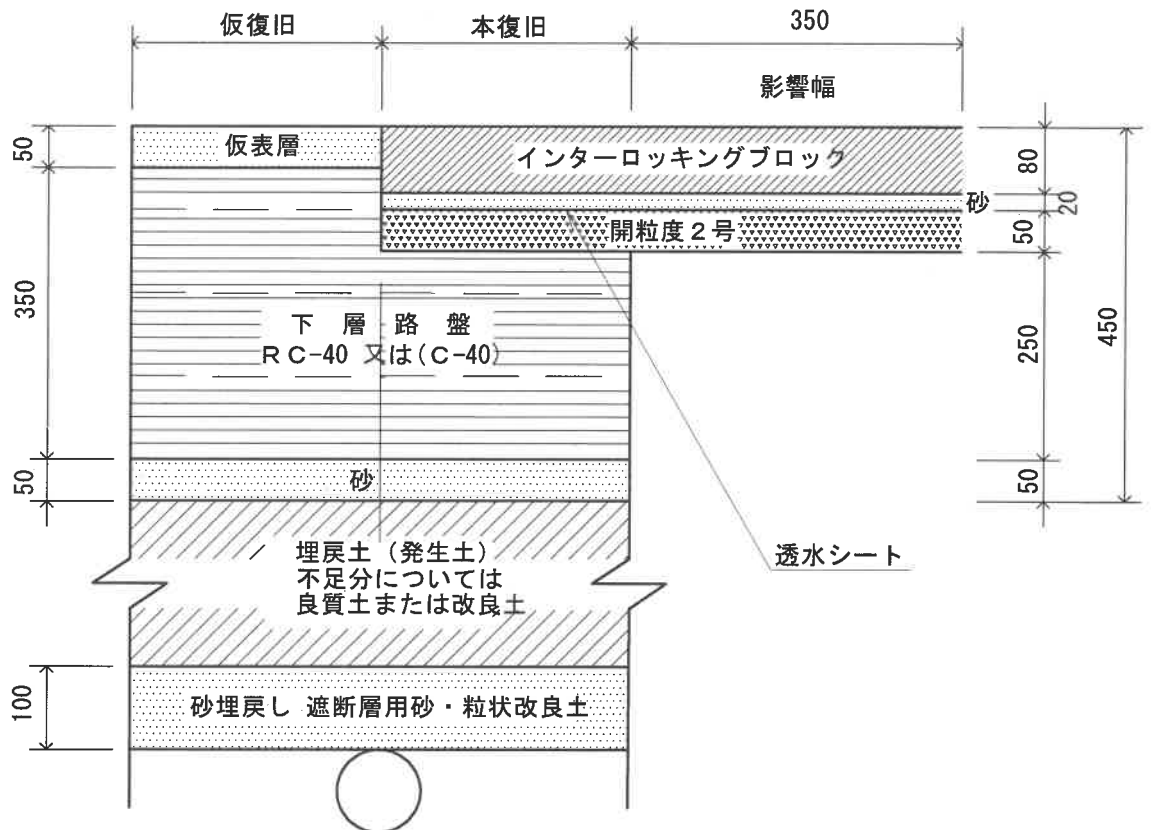 仮復旧
本復旧
350
影響幅
50
仮表層
インターロッキングブロック
80
砂
20
開粒度2号
50
350
下層路盤
RC-40 又は(C-40)
250
450
50
砂
50
埋戻土(発生土)
不足分については
良質土または改良土
透水シート
100
砂埋戻し 遮断層用砂・粒状改良土